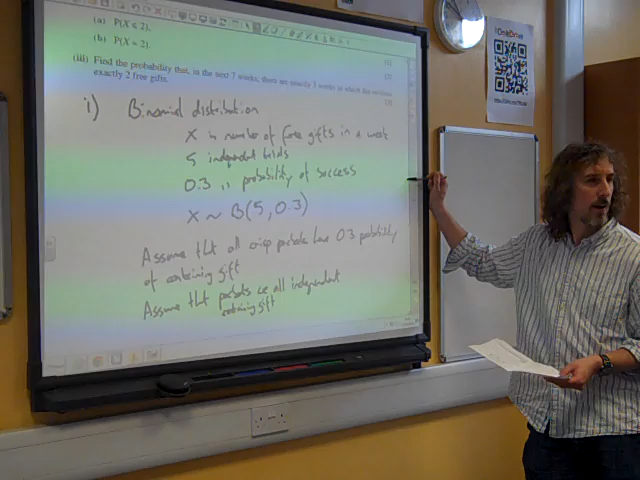 (a) P(X ⩽ 2),
(b) P(X = 2).
[1]
[2]
(iii) Find the probability that, in the next 7 weeks, there are exactly 3 weeks in which he receives
exactly 2 free gifts.
[3]
i) Binomial distribution
X is number of free gifts in a week
5 independent trials
0.3 is probability of success
X ~ B(5, 0.3)
Assume that all crisp packets have 0.3 probability
of containing gift
Assume that packets are all independent
containing gift
OneDrive